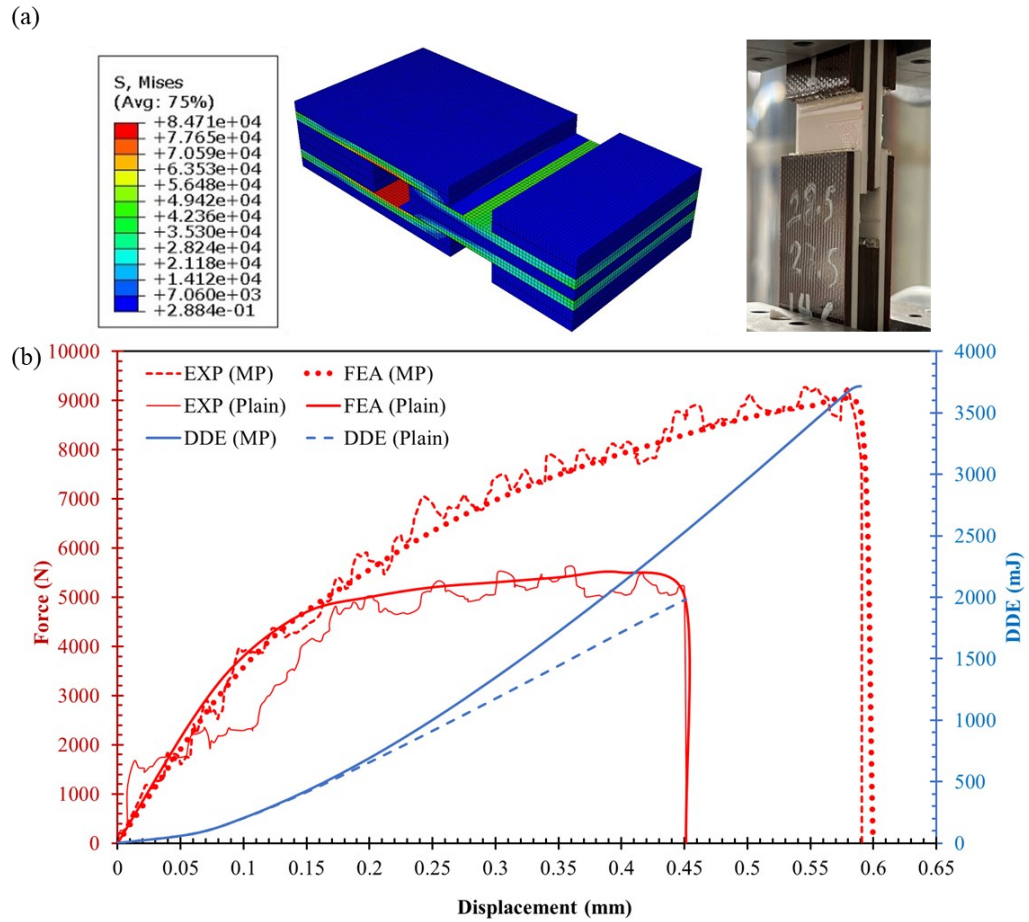 (a)
S, Mises
(Avg: 75%)
+8.471e+04
+7.765e+04
+7.059e+04
+6.353e+04
+5.648e+04
+4.942e+04
+4.236e+04
+3.530e+04
+2.824e+04
+2.118e+04
+1.412e+04
+7.060e+03
+2.884e-01
28.5
27.5
(b)
EXP (MP) FEA (MP)
EXP (Plain) FEA (Plain)
DDE (MP) DDE (Plain)
Force (N)
10000
9000
8000
7000
6000
5000
4000
3000
2000
1000
0
DDE (mJ)
4000
3500
3000
2500
2000
1500
1000
500
0
0 0.05 0.1 0.15 0.2 0.25 0.3 0.35 0.4 0.45 0.5 0.55 0.6 0.65
Displacement (mm)